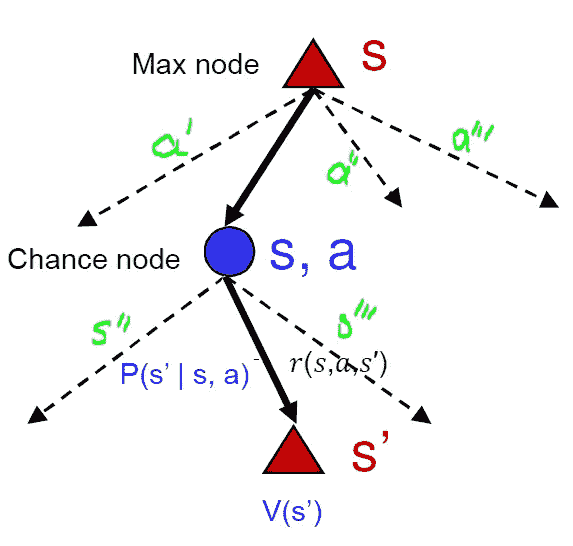 Max node
s
a'
a''
a'''
Chance node
s, a
s''
s'''
P(s' | s, a)
r(s,a,s')
s'
V(s')